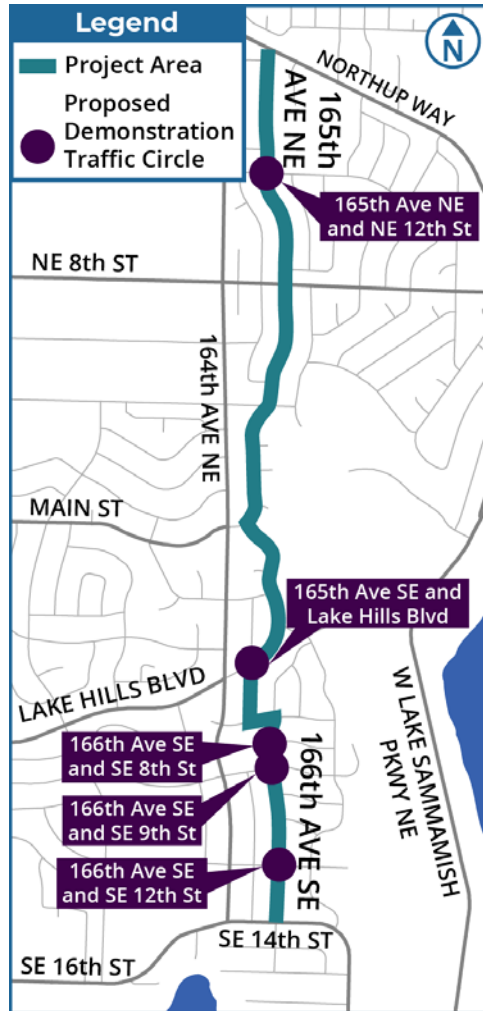 Legend
Project Area
Proposed
Demonstration
Traffic Circle
N
NORTHUP WAY
165th
AVE NE
165th Ave NE
and NE 12th St
NE 8th ST
164th AVE NE
MAIN ST
165th Ave SE and
Lake Hills Blvd
LAKE HILLS BLVD
W LAKE SAMMAMISH
PKWY NE
166th Ave SE
and SE 8th St
166th AVE SE
166th Ave SE
and SE 9th St
166th Ave SE
and SE 12th St
SE 14th ST
SE 16th ST